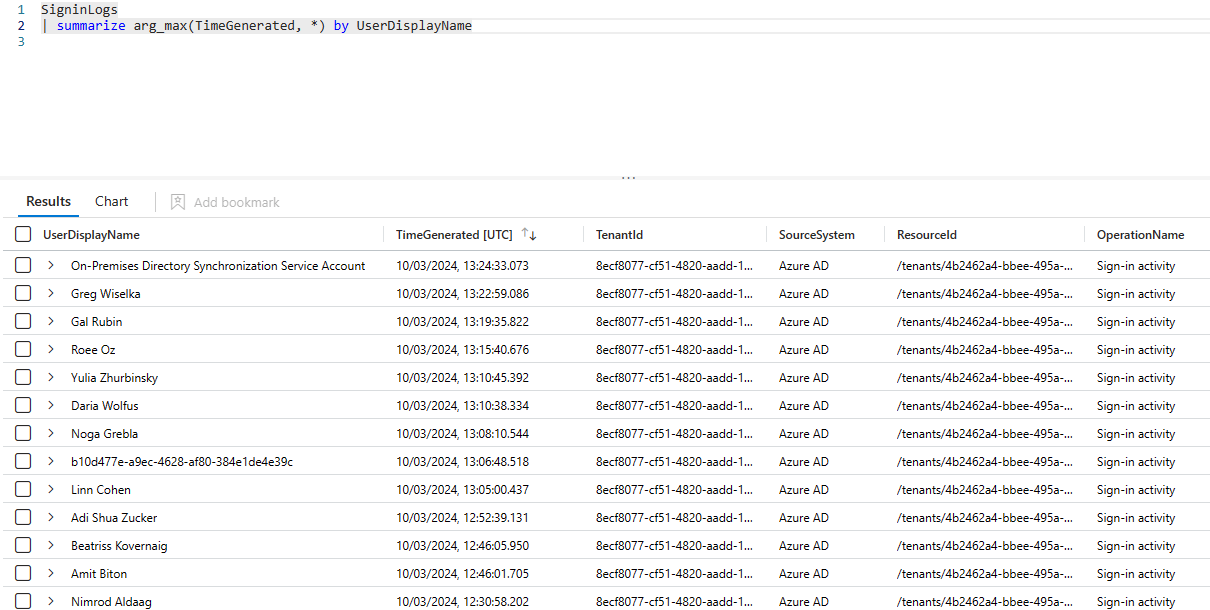 1 SigninLogs
2 | summarize arg_max(TimeGenerated, *) by UserDisplayName
3
...
Results Chart Add bookmark
UserDisplayName TimeGenerated [UTC] ↑↓ TenantId SourceSystem ResourceId OperationName
> On-Premises Directory Synchronization Service Account 10/03/2024, 13:24:33.073 8ecf8077-cf51-4820-aadd-1... Azure AD /tenants/4b2462a4-bbee-495a-... Sign-in activity
> Greg Wiselka 10/03/2024, 13:22:59.086 8ecf8077-cf51-4820-aadd-1... Azure AD /tenants/4b2462a4-bbee-495a-... Sign-in activity
> Gal Rubin 10/03/2024, 13:19:35.822 8ecf8077-cf51-4820-aadd-1... Azure AD /tenants/4b2462a4-bbee-495a-... Sign-in activity
> Roee Oz 10/03/2024, 13:15:40.676 8ecf8077-cf51-4820-aadd-1... Azure AD /tenants/4b2462a4-bbee-495a-... Sign-in activity
> Yulia Zhurbinsky 10/03/2024, 13:10:45.392 8ecf8077-cf51-4820-aadd-1... Azure AD /tenants/4b2462a4-bbee-495a-... Sign-in activity
> Daria Wolfus 10/03/2024, 13:10:38.334 8ecf8077-cf51-4820-aadd-1... Azure AD /tenants/4b2462a4-bbee-495a-... Sign-in activity
> Noga Grebla 10/03/2024, 13:08:10.544 8ecf8077-cf51-4820-aadd-1... Azure AD /tenants/4b2462a4-bbee-495a-... Sign-in activity
> b10d477e-a9ec-4628-af80-384e1de4e39c 10/03/2024, 13:06:48.518 8ecf8077-cf51-4820-aadd-1... Azure AD /tenants/4b2462a4-bbee-495a-... Sign-in activity
> Linn Cohen 10/03/2024, 13:05:00.437 8ecf8077-cf51-4820-aadd-1... Azure AD /tenants/4b2462a4-bbee-495a-... Sign-in activity
> Adi Shua Zucker 10/03/2024, 12:52:39.131 8ecf8077-cf51-4820-aadd-1... Azure AD /tenants/4b2462a4-bbee-495a-... Sign-in activity
> Beatriss Kovernaig 10/03/2024, 12:46:05.950 8ecf8077-cf51-4820-aadd-1... Azure AD /tenants/4b2462a4-bbee-495a-... Sign-in activity
> Amit Biton 10/03/2024, 12:46:01.705 8ecf8077-cf51-4820-aadd-1... Azure AD /tenants/4b2462a4-bbee-495a-... Sign-in activity
> Nimrod Aldaag 10/03/2024, 12:30:58.202 8ecf8077-cf51-4820-aadd-1... Azure AD /tenants/4b2462a4-bbee-495a-... Sign-in activity